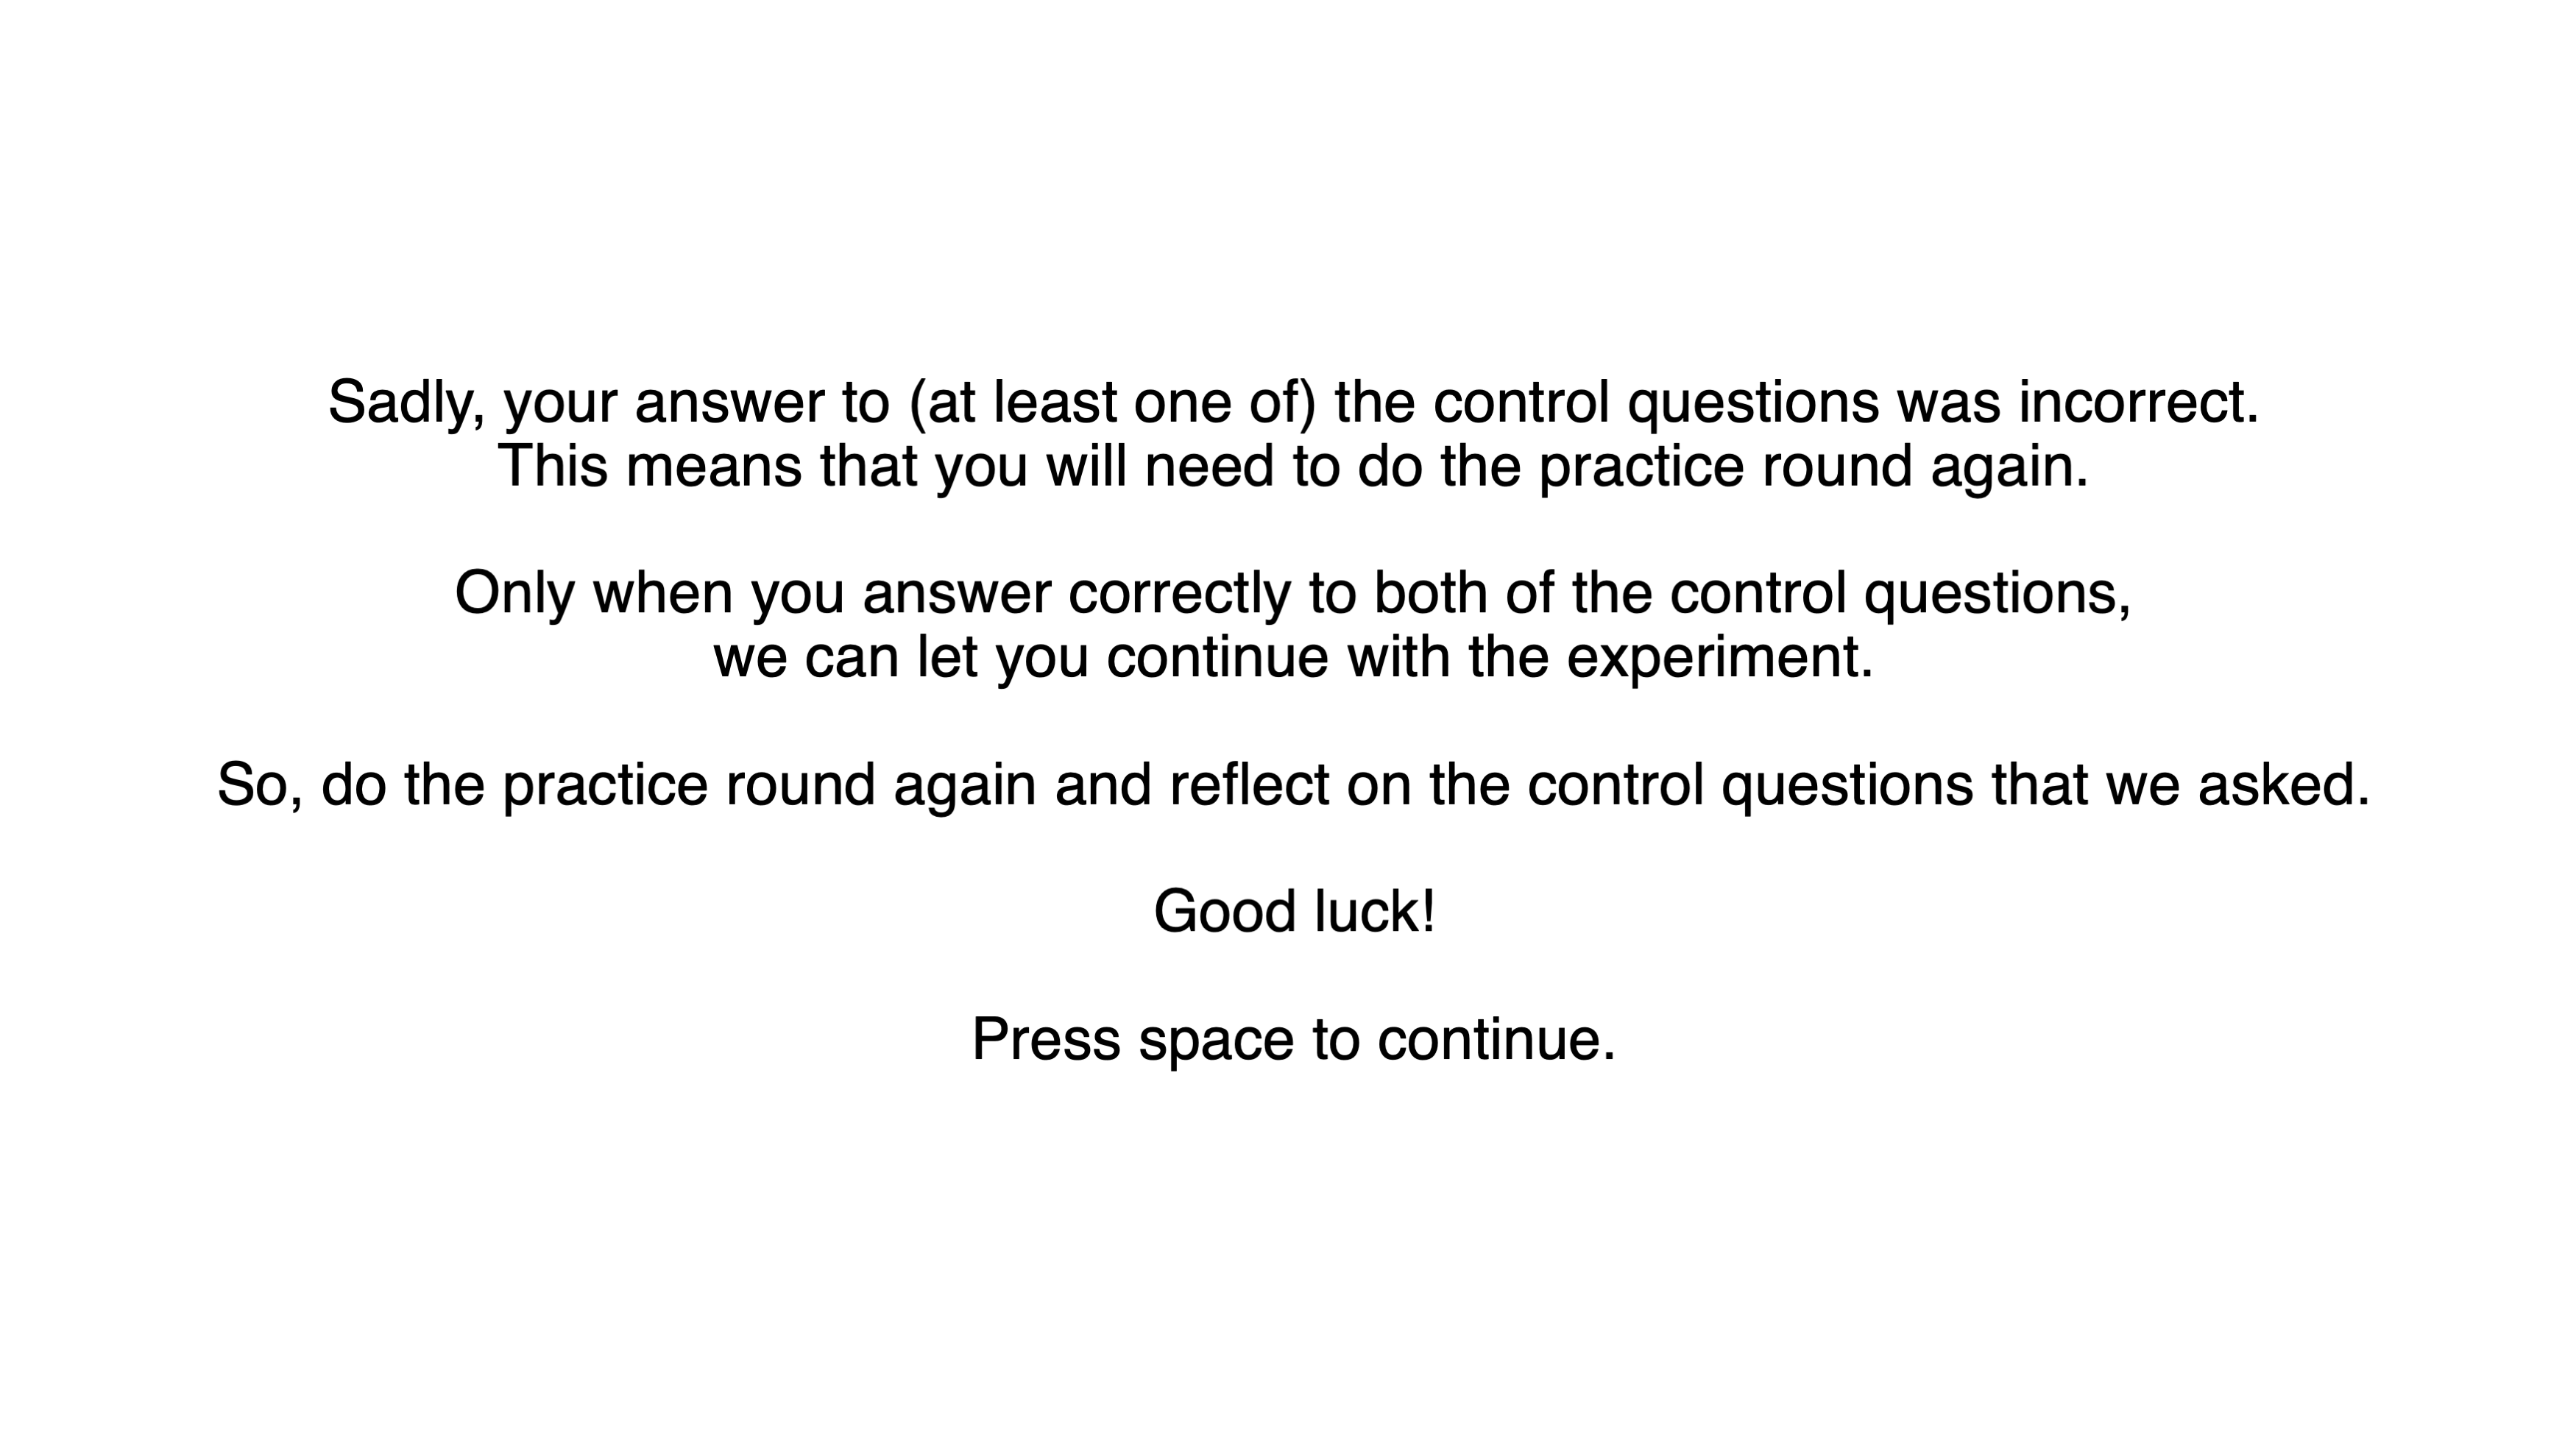 Sadly, your answer to (at least one of) the control questions was incorrect.
This means that you will need to do the practice round again.
Only when you answer correctly to both of the control questions,
we can let you continue with the experiment.
So, do the practice round again and reflect on the control questions that we asked.
Good luck!
Press space to continue.